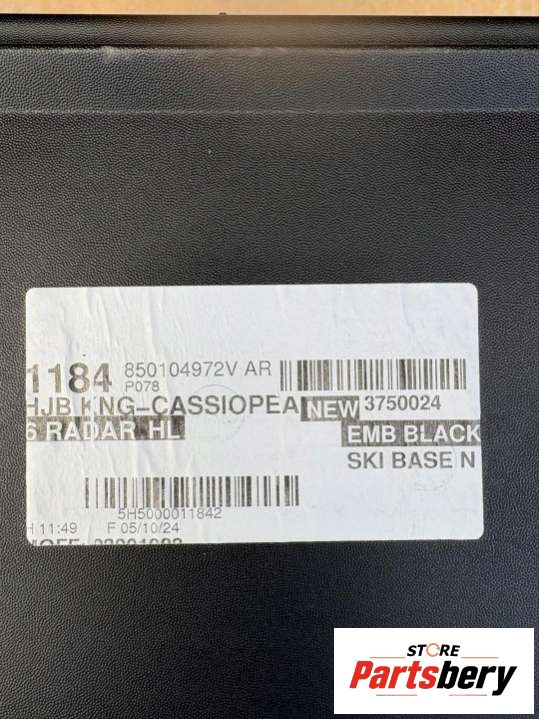 1184 850104972V AR
P078
HJB KNG-CASSIOPEA NEW 3750024
6 RADAR HL EMB BLACK
SKI BASE N
5H5000011842
H 11:49 F 05/10/24
STORE
Partsbery